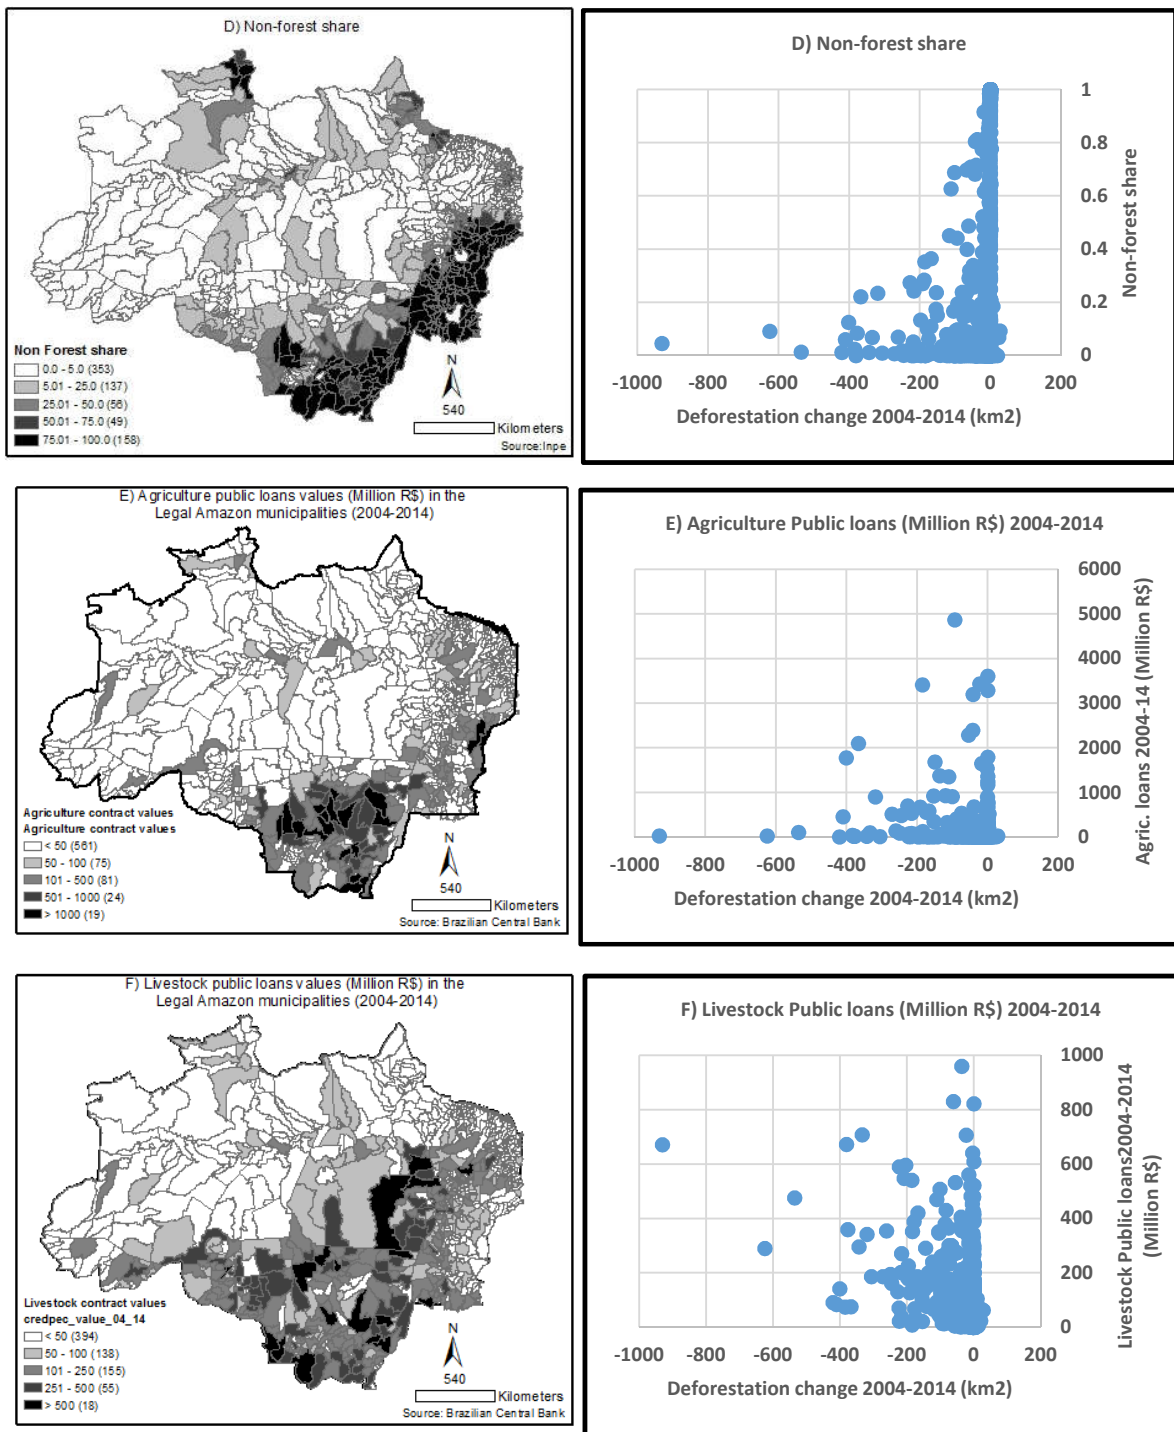 D) Non-forest share
Non Forest share
0.0 - 5.0 (353)
5.01 - 25.0 (137)
25.01 - 50.0 (56)
50.01 - 75.0 (49)
75.01 - 100.0 (158)
N
540
Kilometers
Source:Inpe
D) Non-forest share
1
0.8
0.6
0.4
0.2
0
Non-forest share
-1000 -800 -600 -400 -200 0 200
Deforestation change 2004-2014 (km2)
E) Agriculture public loans values (Million R$) in the
Legal Amazon municipalities (2004-2014)
Agriculture contract values
Agriculture contract values
< 50 (561)
50 - 100 (75)
101 - 500 (81)
501 - 1000 (24)
> 1000 (19)
N
540
Kilometers
Source: Brazilian Central Bank
E) Agriculture Public loans (Million R$) 2004-2014
6000
5000
4000
3000
2000
1000
0
Agric. loans 2004-14 (Million R$)
-1000 -800 -600 -400 -200 0 200
Deforestation change 2004-2014 (km2)
F) Livestock public loans values (Million R$) in the
Legal Amazon municipalities (2004-2014)
Livestock contract values
credpec_value_04_14
< 50 (394)
50 - 100 (138)
101 - 250 (155)
251 - 500 (55)
> 500 (18)
N
540
Kilometers
Source: Brazilian Central Bank
F) Livestock Public loans (Million R$) 2004-2014
1000
800
600
400
200
0
Livestock Public loans2004-2014
(Million R$)
-1000 -800 -600 -400 -200 0 200
Deforestation change 2004-2014 (km2)